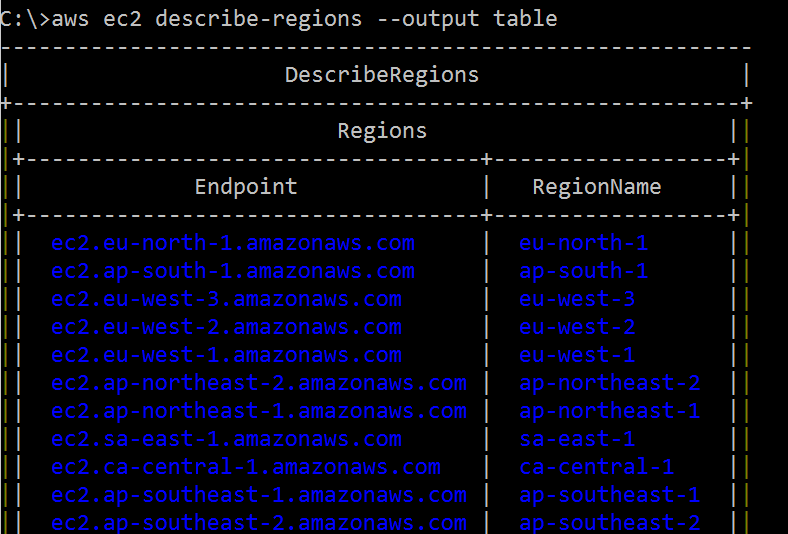 C:\>aws ec2 describe-regions --output table
----------------------------------------------------------
|                     DescribeRegions                    |
+--------------------------------------------------------+
||                        Regions                       ||
|+-----------------------------------+------------------+|
||             Endpoint              |   RegionName     ||
|+-----------------------------------+------------------+|
||  ec2.eu-north-1.amazonaws.com     |  eu-north-1      ||
||  ec2.ap-south-1.amazonaws.com     |  ap-south-1      ||
||  ec2.eu-west-3.amazonaws.com      |  eu-west-3       ||
||  ec2.eu-west-2.amazonaws.com      |  eu-west-2       ||
||  ec2.eu-west-1.amazonaws.com      |  eu-west-1       ||
||  ec2.ap-northeast-2.amazonaws.com |  ap-northeast-2  ||
||  ec2.ap-northeast-1.amazonaws.com |  ap-northeast-1  ||
||  ec2.sa-east-1.amazonaws.com      |  sa-east-1       ||
||  ec2.ca-central-1.amazonaws.com   |  ca-central-1    ||
||  ec2.ap-southeast-1.amazonaws.com |  ap-southeast-1  ||
||  ec2.ap-southeast-2.amazonaws.com |  ap-southeast-2  ||